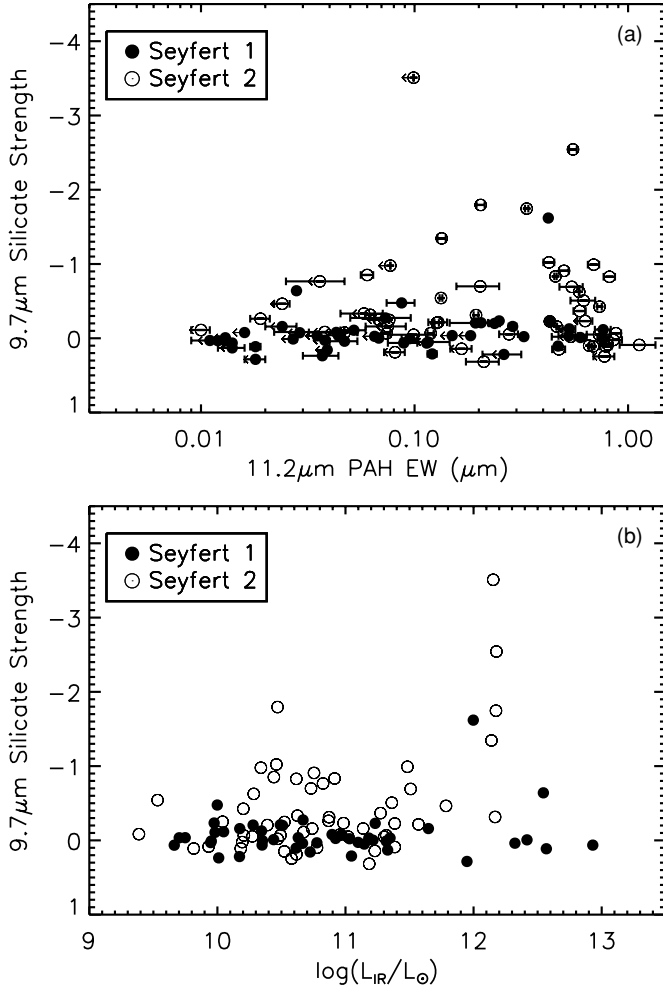 (a)
Seyfert 1
Seyfert 2
−4
−3
−2
−1
0
1
9.7μm Silicate Strength
0.01
0.10
1.00
11.2μm PAH EW (μm)
(b)
Seyfert 1
Seyfert 2
−4
−3
−2
−1
0
1
9.7μm Silicate Strength
9
10
11
12
13
log(L_IR/L_⊙)